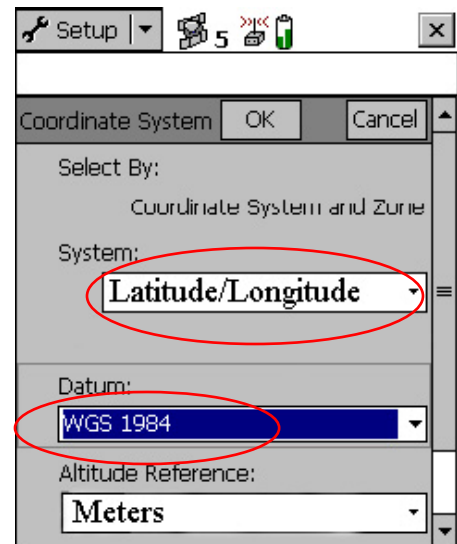 Setup
5
Coordinate System OK Cancel
Select By:
Coordinate System and Zone
System:
Latitude/Longitude
Datum:
WGS 1984
Altitude Reference:
Meters